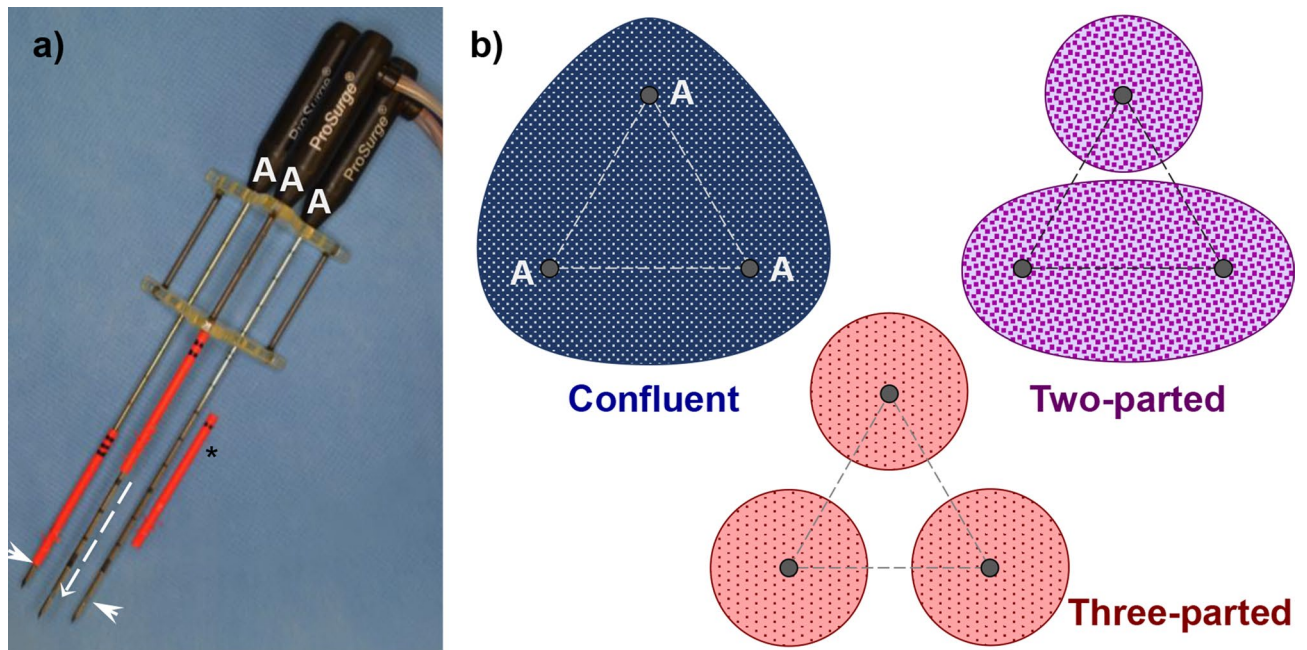 a)
ProSurge®
ProSurge®
ProSurge®
A
A
A
*
b)
A
A
A
Confluent
Two-parted
Three-parted